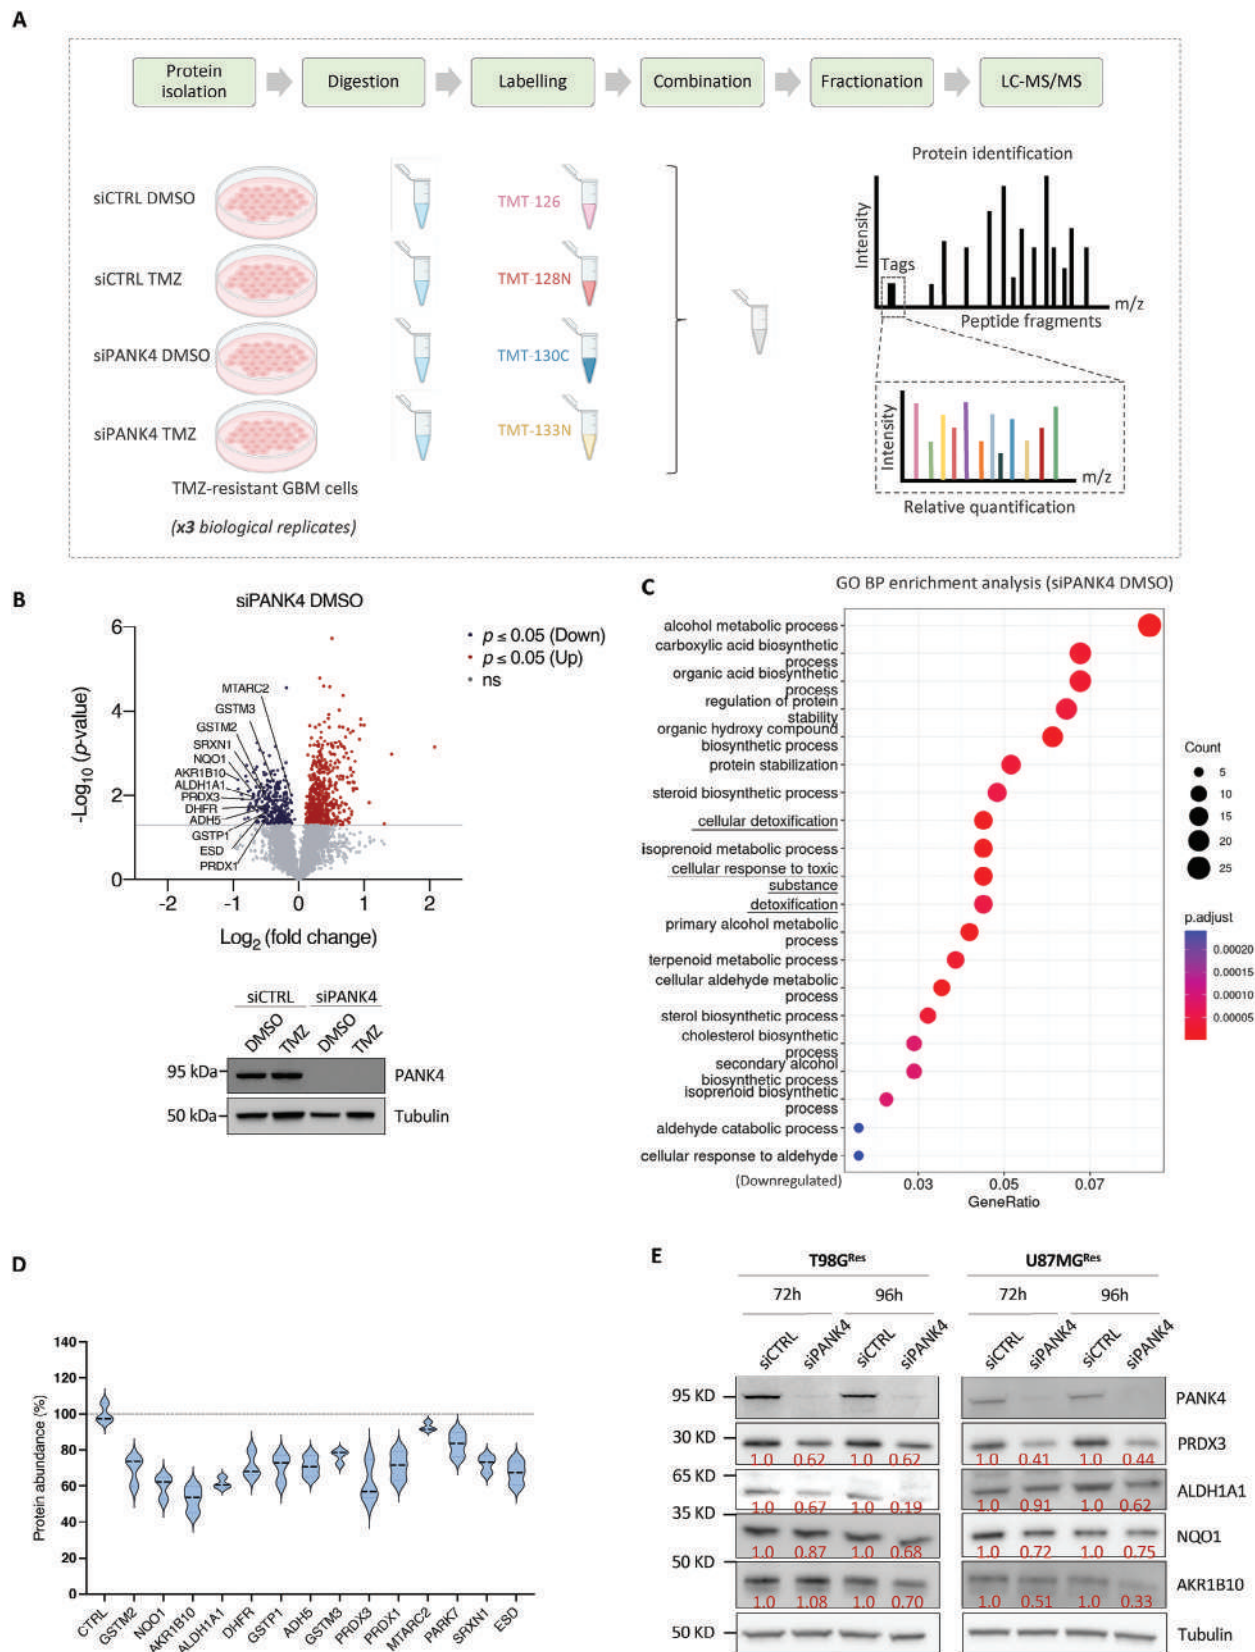 A
Protein
isolation
Digestion
Labelling
Combination
Fractionation
LC-MS/MS
siCTRL DMSO
siCTRL TMZ
siPANK4 DMSO
siPANK4 TMZ
TMT-126
TMT-128N
TMT-130C
TMT-133N
TMZ-resistant GBM cells
(x3 biological replicates)
Protein identification
Intensity
Tags
m/z
Peptide fragments
Intensity
m/z
Relative quantification
B
siPANK4 DMSO
p ≤ 0.05 (Down)
p ≤ 0.05 (Up)
ns
-Log10 (p-value)
6
4
2
0
MTARC2
GSTM3
GSTM2
SRXN1
NQO1
AKR1B10
ALDH1A1
PRDX3
DHFR
ADH5
GSTP1
ESD
PRDX1
-2 -1 0 1 2
Log2 (fold change)
siCTRL siPANK4
DMSO TMZ DMSO TMZ
95 kDa PANK4
50 kDa Tubulin
C
GO BP enrichment analysis (siPANK4 DMSO)
alcohol metabolic process
carboxylic acid biosynthetic
process
organic acid biosynthetic
process
regulation of protein
stability
organic hydroxy compound
biosynthetic process
protein stabilization
steroid biosynthetic process
cellular detoxification
isoprenoid metabolic process
cellular response to toxic
substance
detoxification
primary alcohol metabolic
process
terpenoid metabolic process
cellular aldehyde metabolic
process
sterol biosynthetic process
cholesterol biosynthetic
process
secondary alcohol
biosynthetic process
isoprenoid biosynthetic
process
aldehyde catabolic process
cellular response to aldehyde
(Downregulated)
0.03 0.05 0.07
GeneRatio
Count
5
10
15
20
25
p.adjust
0.00020
0.00015
0.00010
0.00005
D
Protein abundance (%)
140
120
100
80
60
40
20
0
CTRL GSTM2 NQO1 AKR1B10 ALDH1A1 DHFR GSTP1 ADH5 GSTM3 PRDX3 PRDX1 MTARC2 PARK7 SRXN1 ESD
E
T98GRes U87MGRes
72h 96h 72h 96h
siCTRL siPANK4 siCTRL siPANK4 siCTRL siPANK4 siCTRL siPANK4
95 KD PANK4
30 KD PRDX3
1.0 0.62 1.0 0.62 1.0 0.41 1.0 0.44
65 KD ALDH1A1
1.0 0.67 1.0 0.19 1.0 0.91 1.0 0.62
35 KD NQO1
1.0 0.87 1.0 0.68 1.0 0.72 1.0 0.75
50 KD AKR1B10
1.0 1.08 1.0 0.70 1.0 0.51 1.0 0.33
50 KD Tubulin